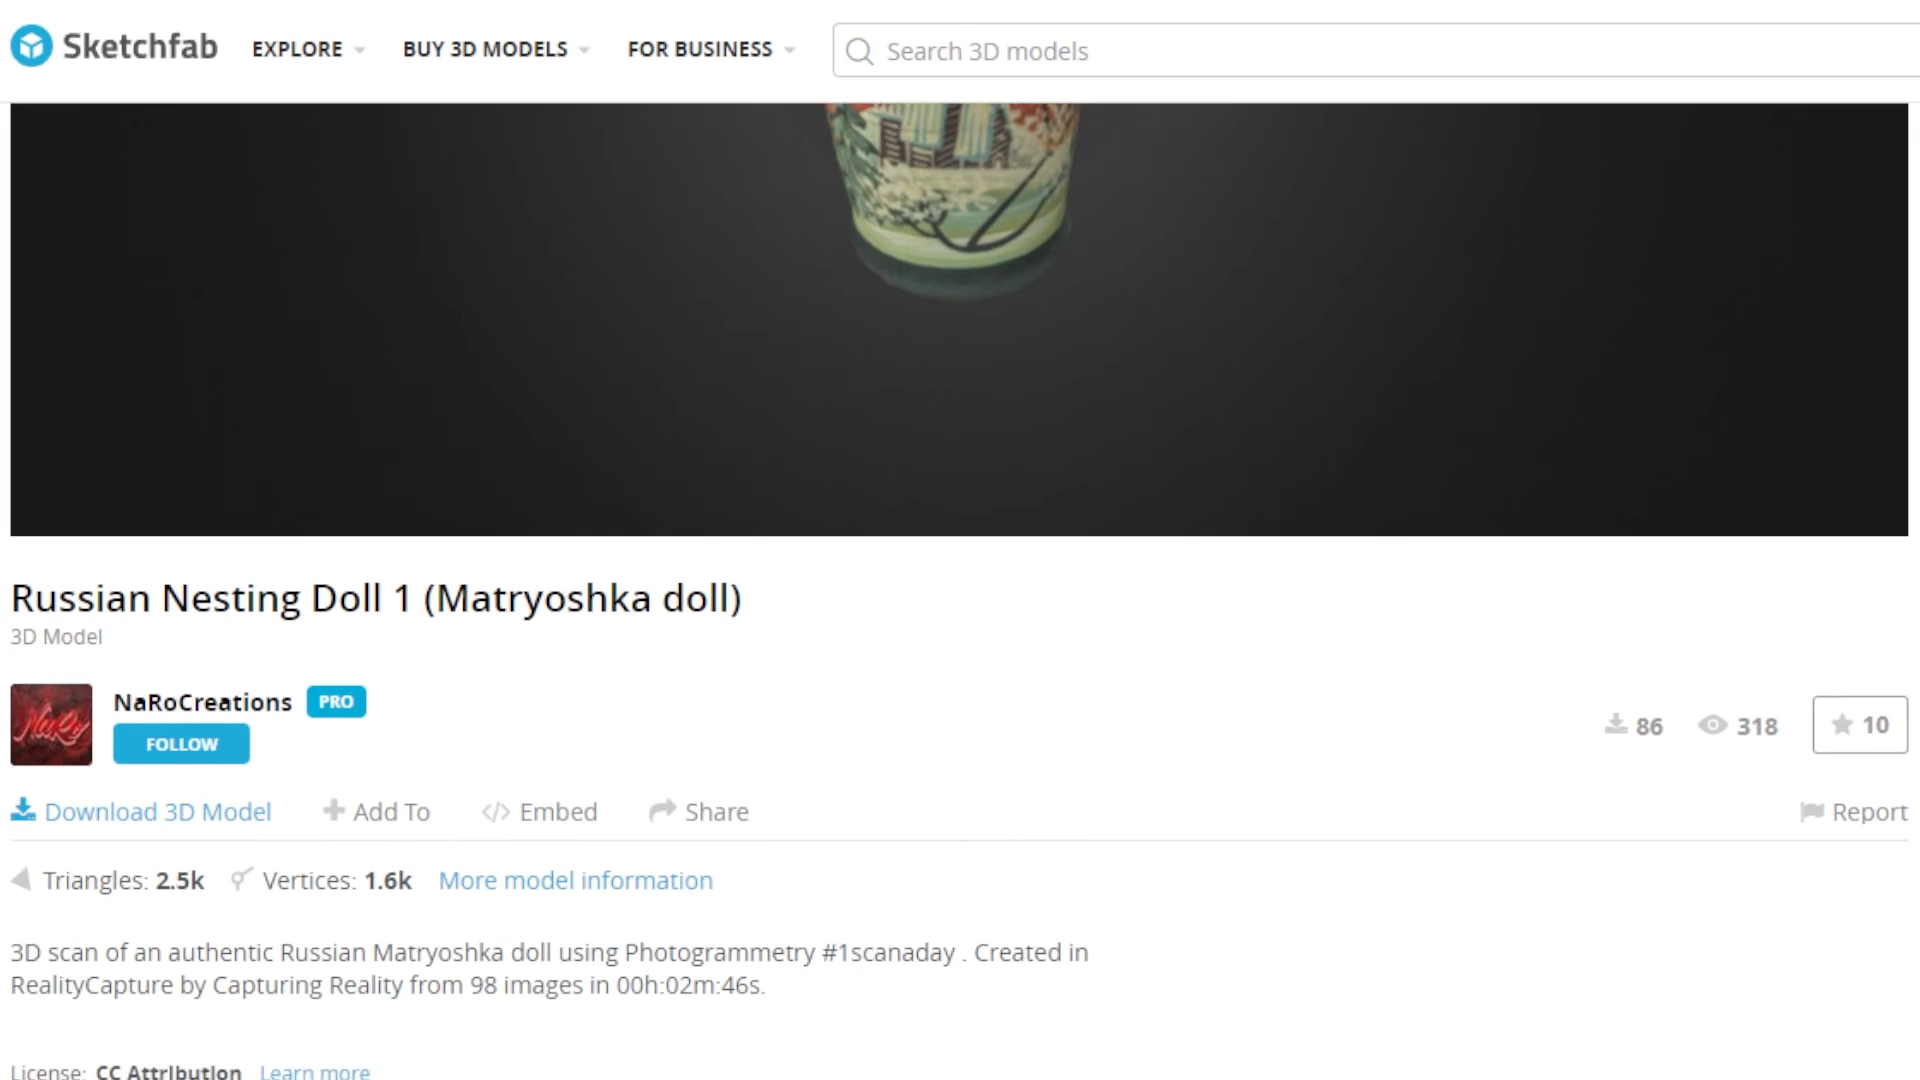 Sketchfab EXPLORE BUY 3D MODELS FOR BUSINESS Search 3D models
Russian Nesting Doll 1 (Matryoshka doll)
3D Model
NaRo NaRoCreations PRO
FOLLOW
86 318 10
Download 3D Model Add To </> Embed Share Report
Triangles: 2.5k Vertices: 1.6k More model information
3D scan of an authentic Russian Matryoshka doll using Photogrammetry #1scanaday . Created in
RealityCapture by Capturing Reality from 98 images in 00h:02m:46s.
License: CC Attribution Learn more